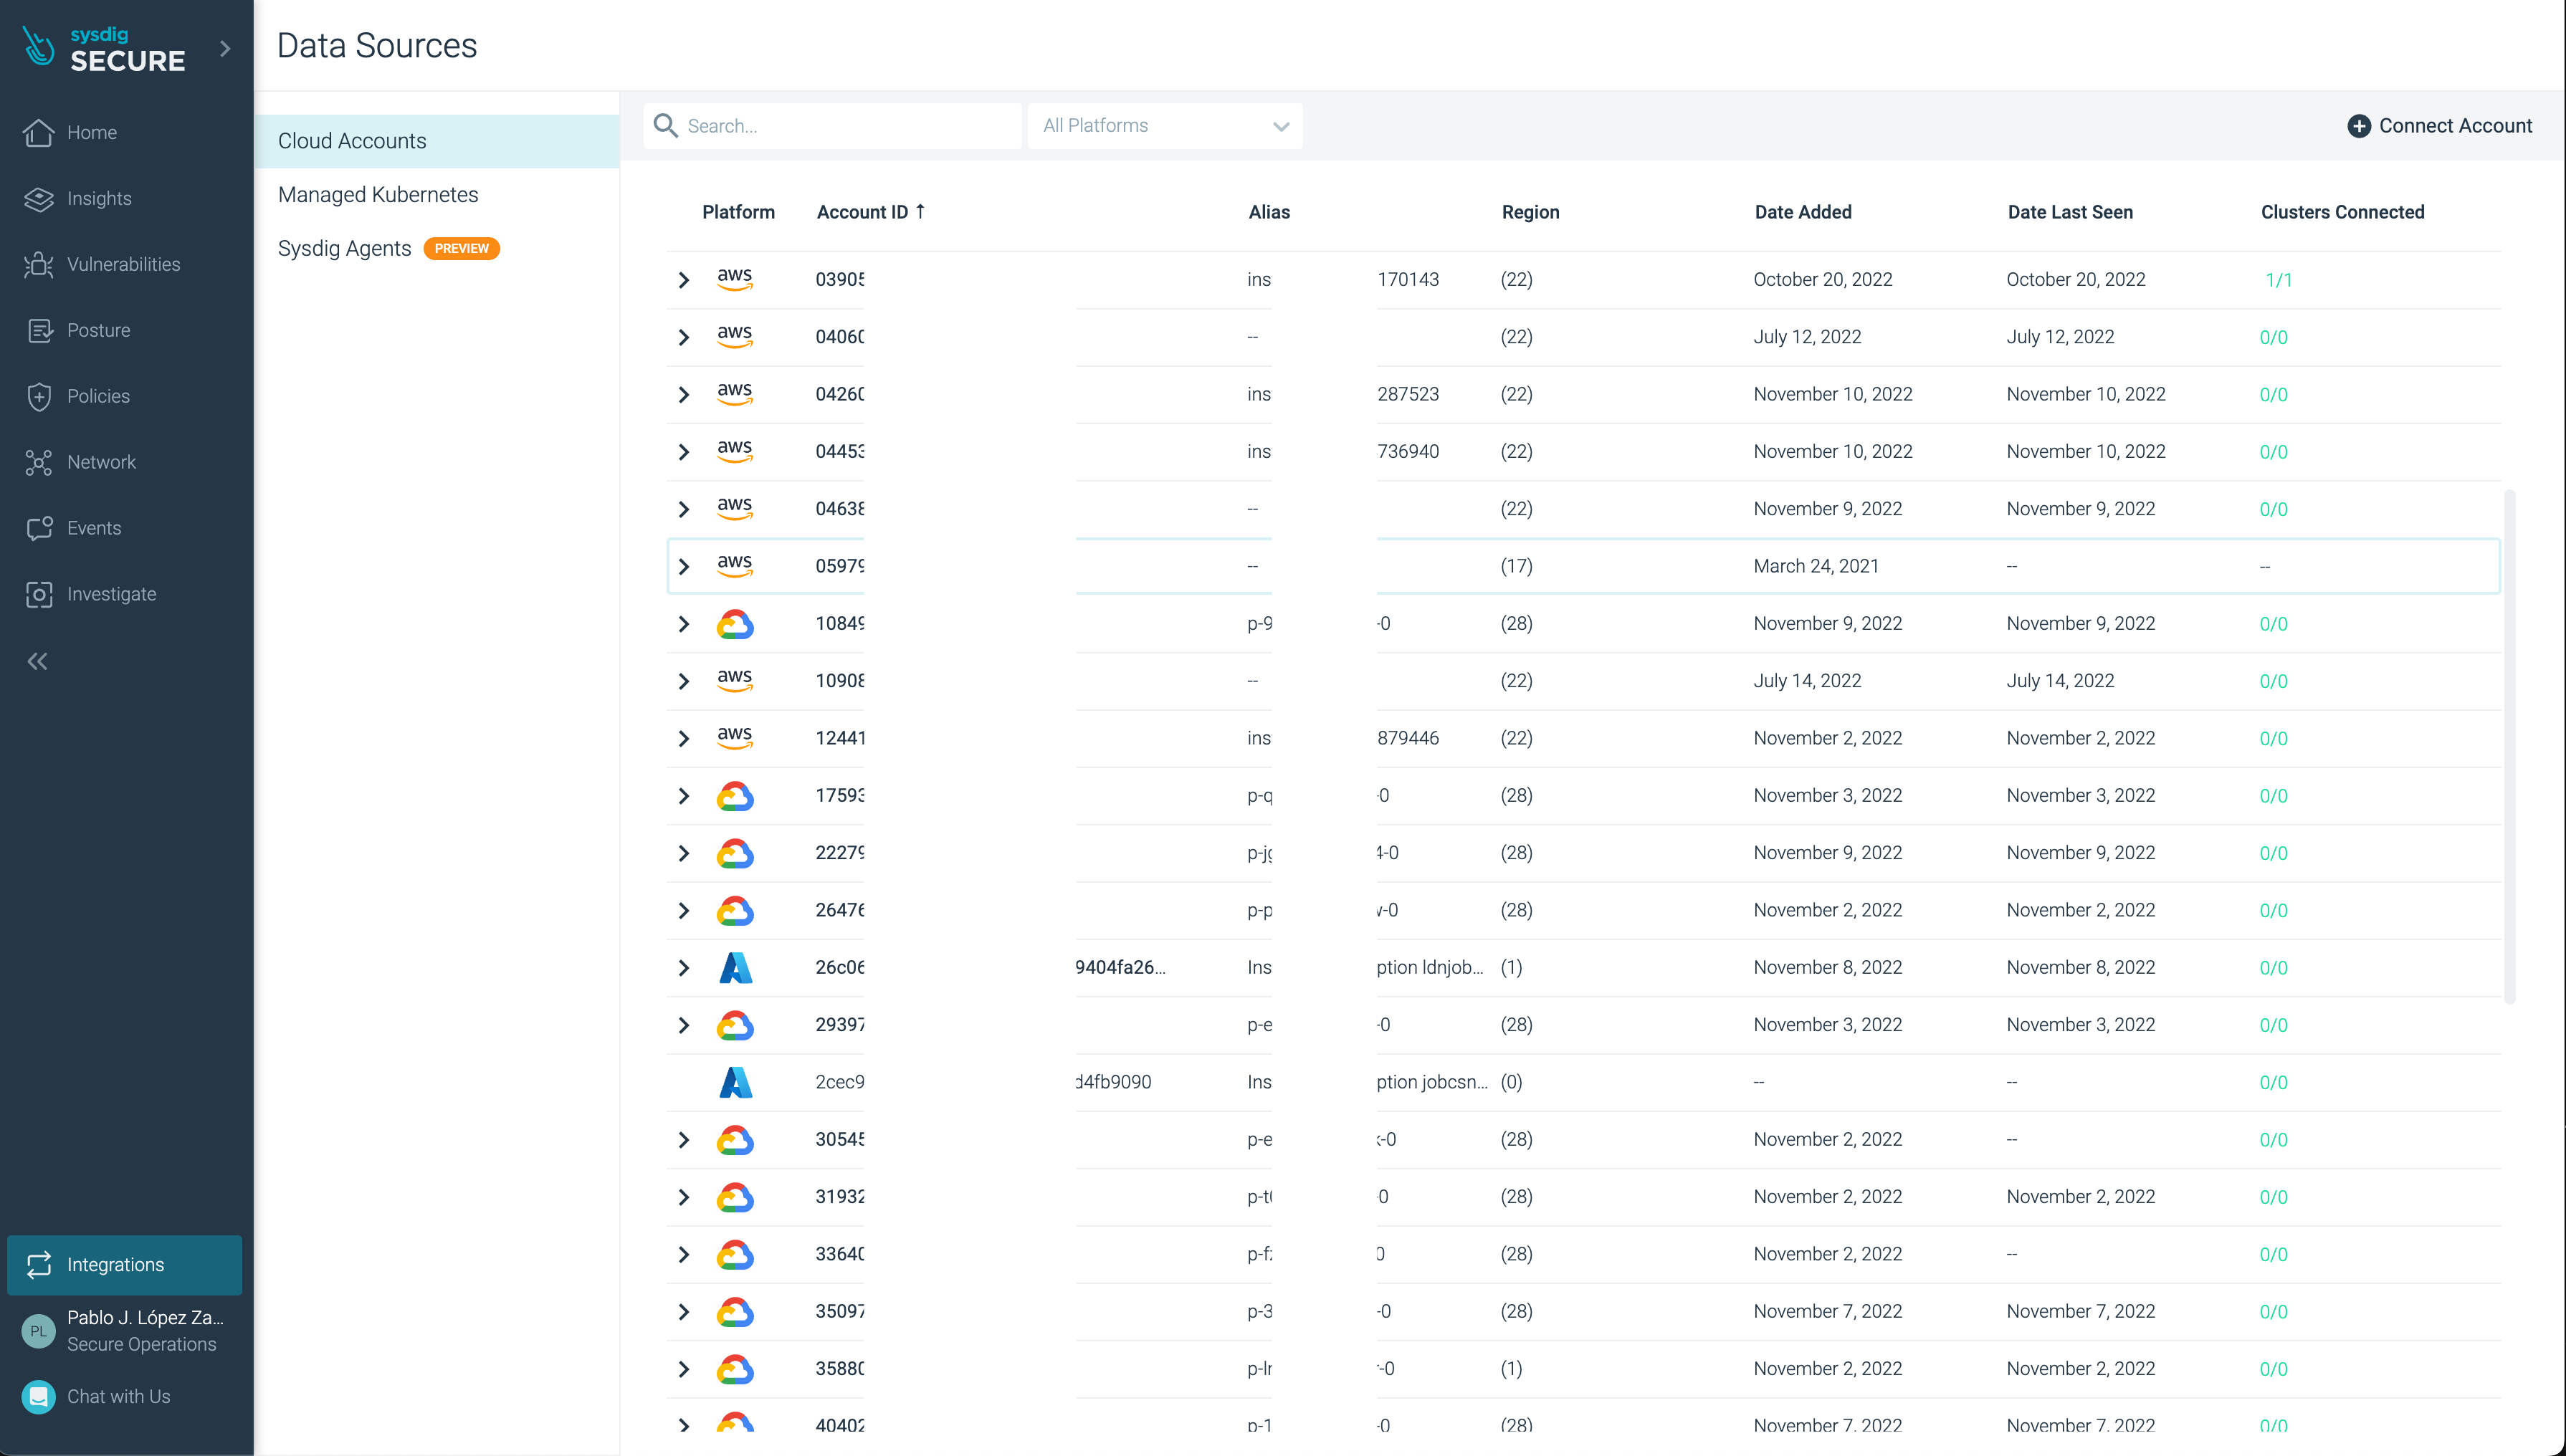 sysdig
SECURE
Data Sources
Home
Insights
Vulnerabilities
Posture
Policies
Network
Events
Investigate
Integrations
PL
Pablo J. López Za...
Secure Operations
Chat with Us
Cloud Accounts
Managed Kubernetes
Sysdig Agents PREVIEW
Search...
All Platforms
Connect Account
Platform Account ID ↑ Alias Region Date Added Date Last Seen Clusters Connected
aws 03905 ins 170143 (22) October 20, 2022 October 20, 2022 1/1
aws 04060 -- (22) July 12, 2022 July 12, 2022 0/0
aws 04260 ins 287523 (22) November 10, 2022 November 10, 2022 0/0
aws 04453 ins 736940 (22) November 10, 2022 November 10, 2022 0/0
aws 04638 -- (22) November 9, 2022 November 9, 2022 0/0
aws 05979 -- (17) March 24, 2021 -- --
10849 p-9 -0 (28) November 9, 2022 November 9, 2022 0/0
aws 10908 -- (22) July 14, 2022 July 14, 2022 0/0
aws 12441 ins 879446 (22) November 2, 2022 November 2, 2022 0/0
17593 p-q -0 (28) November 3, 2022 November 3, 2022 0/0
22279 p-j 4-0 (28) November 9, 2022 November 9, 2022 0/0
26476 p-p -0 (28) November 2, 2022 November 2, 2022 0/0
26c06 9404fa26... Ins ption ldnjob... (1) November 8, 2022 November 8, 2022 0/0
29397 p-e -0 (28) November 3, 2022 November 3, 2022 0/0
2cec9 d4fb9090 Ins ption jobcsn... (0) -- -- 0/0
30545 p-e -0 (28) November 2, 2022 -- 0/0
31932 p-t -0 (28) November 2, 2022 November 2, 2022 0/0
33640 p-f 0 (28) November 2, 2022 -- 0/0
35097 p-3 -0 (28) November 7, 2022 November 7, 2022 0/0
35880 p-l -0 (1) November 2, 2022 November 2, 2022 0/0
40402 p-1 -0 (28) November 7, 2022 November 7, 2022 0/0